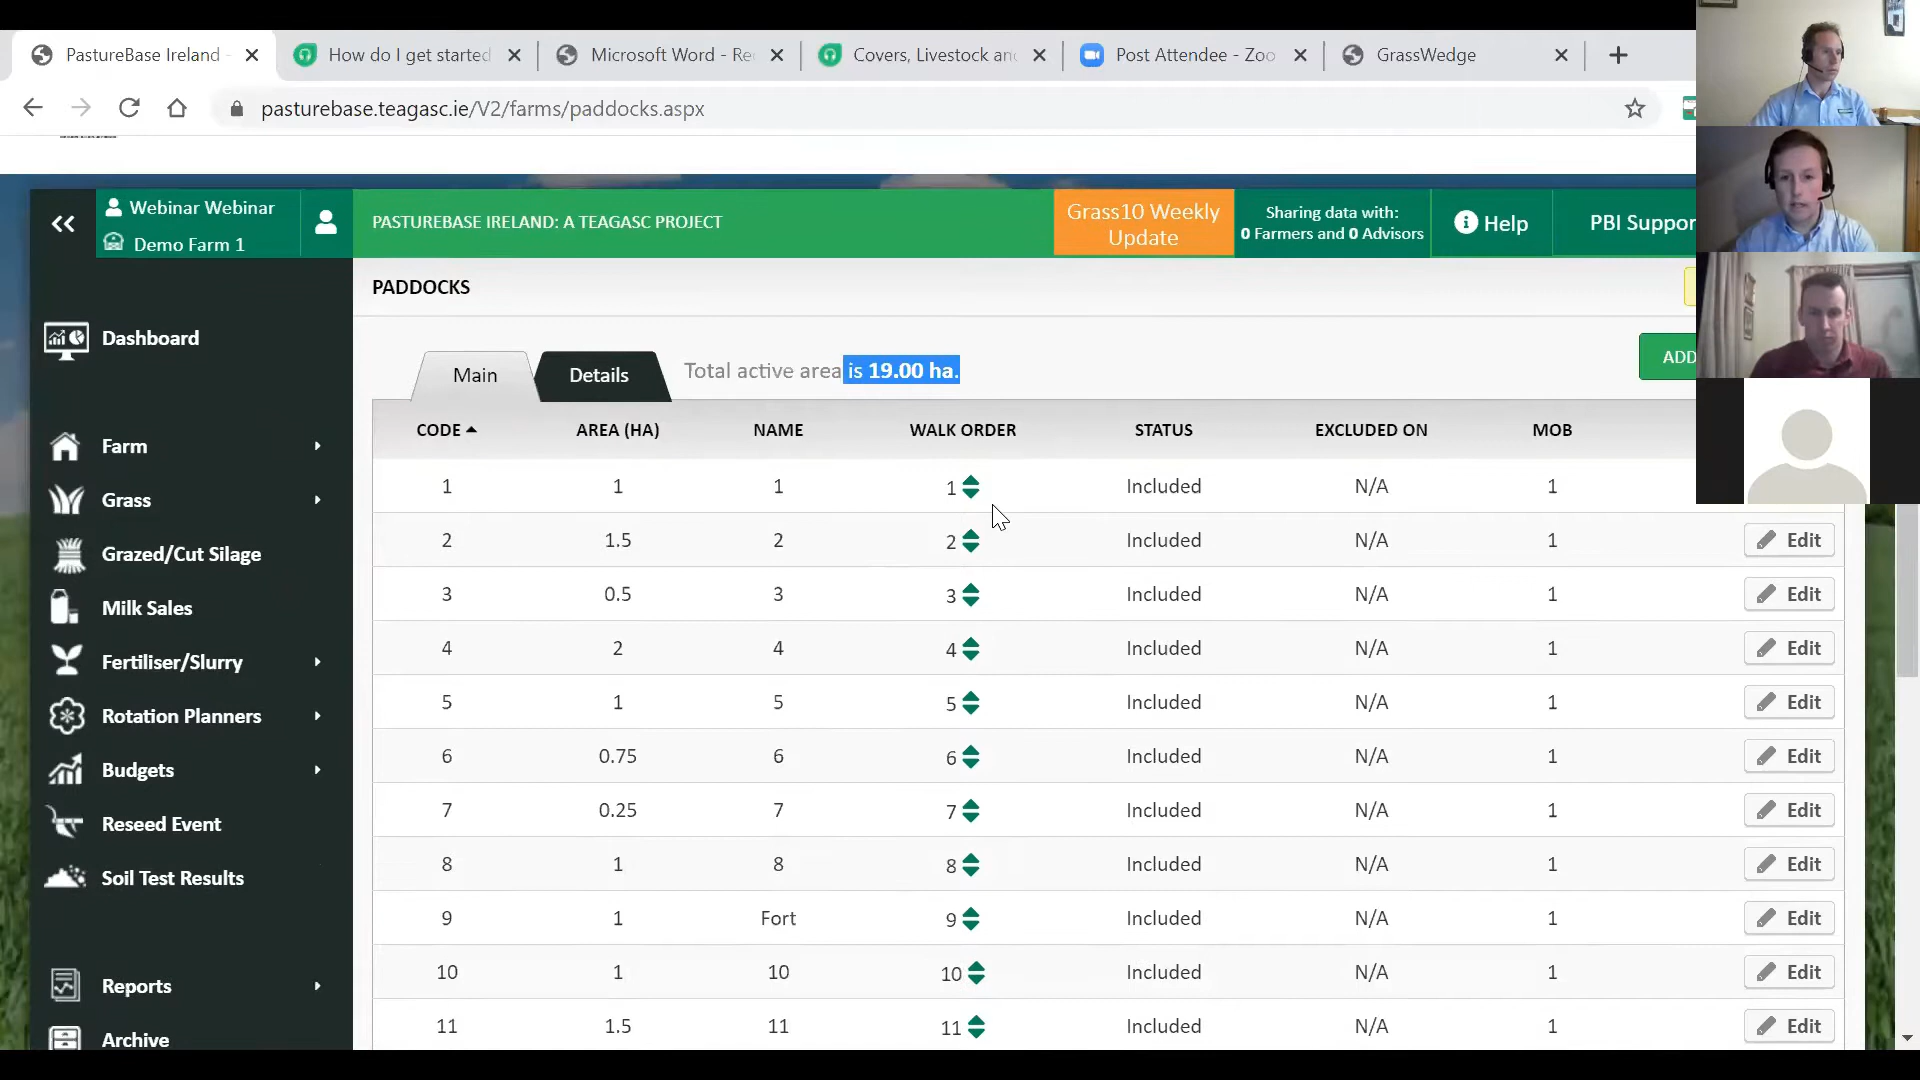 PastureBase Ireland -
How do I get started
Microsoft Word - Re
Covers, Livestock an
Post Attendee - Zoo
GrassWedge
pasturebase.teagasc.ie/V2/farms/paddocks.aspx
Webinar Webinar
Demo Farm 1
PASTUREBASE IRELAND: A TEAGASC PROJECT
Grass10 Weekly
Update
Sharing data with:
0 Farmers and 0 Advisors
Help
PBI Suppor
PADDOCKS
Dashboard
Farm
Grass
Grazed/Cut Silage
Milk Sales
Fertiliser/Slurry
Rotation Planners
Budgets
Reseed Event
Soil Test Results
Reports
Archive
Main
Details
Total active area is 19.00 ha.
ADD
CODE AREA (HA) NAME WALK ORDER STATUS EXCLUDED ON MOB
1 1 1 1 Included N/A 1
2 1.5 2 2 Included N/A 1 Edit
3 0.5 3 3 Included N/A 1 Edit
4 2 4 4 Included N/A 1 Edit
5 1 5 5 Included N/A 1 Edit
6 0.75 6 6 Included N/A 1 Edit
7 0.25 7 7 Included N/A 1 Edit
8 1 8 8 Included N/A 1 Edit
9 1 Fort 9 Included N/A 1 Edit
10 1 10 10 Included N/A 1 Edit
11 1.5 11 11 Included N/A 1 Edit